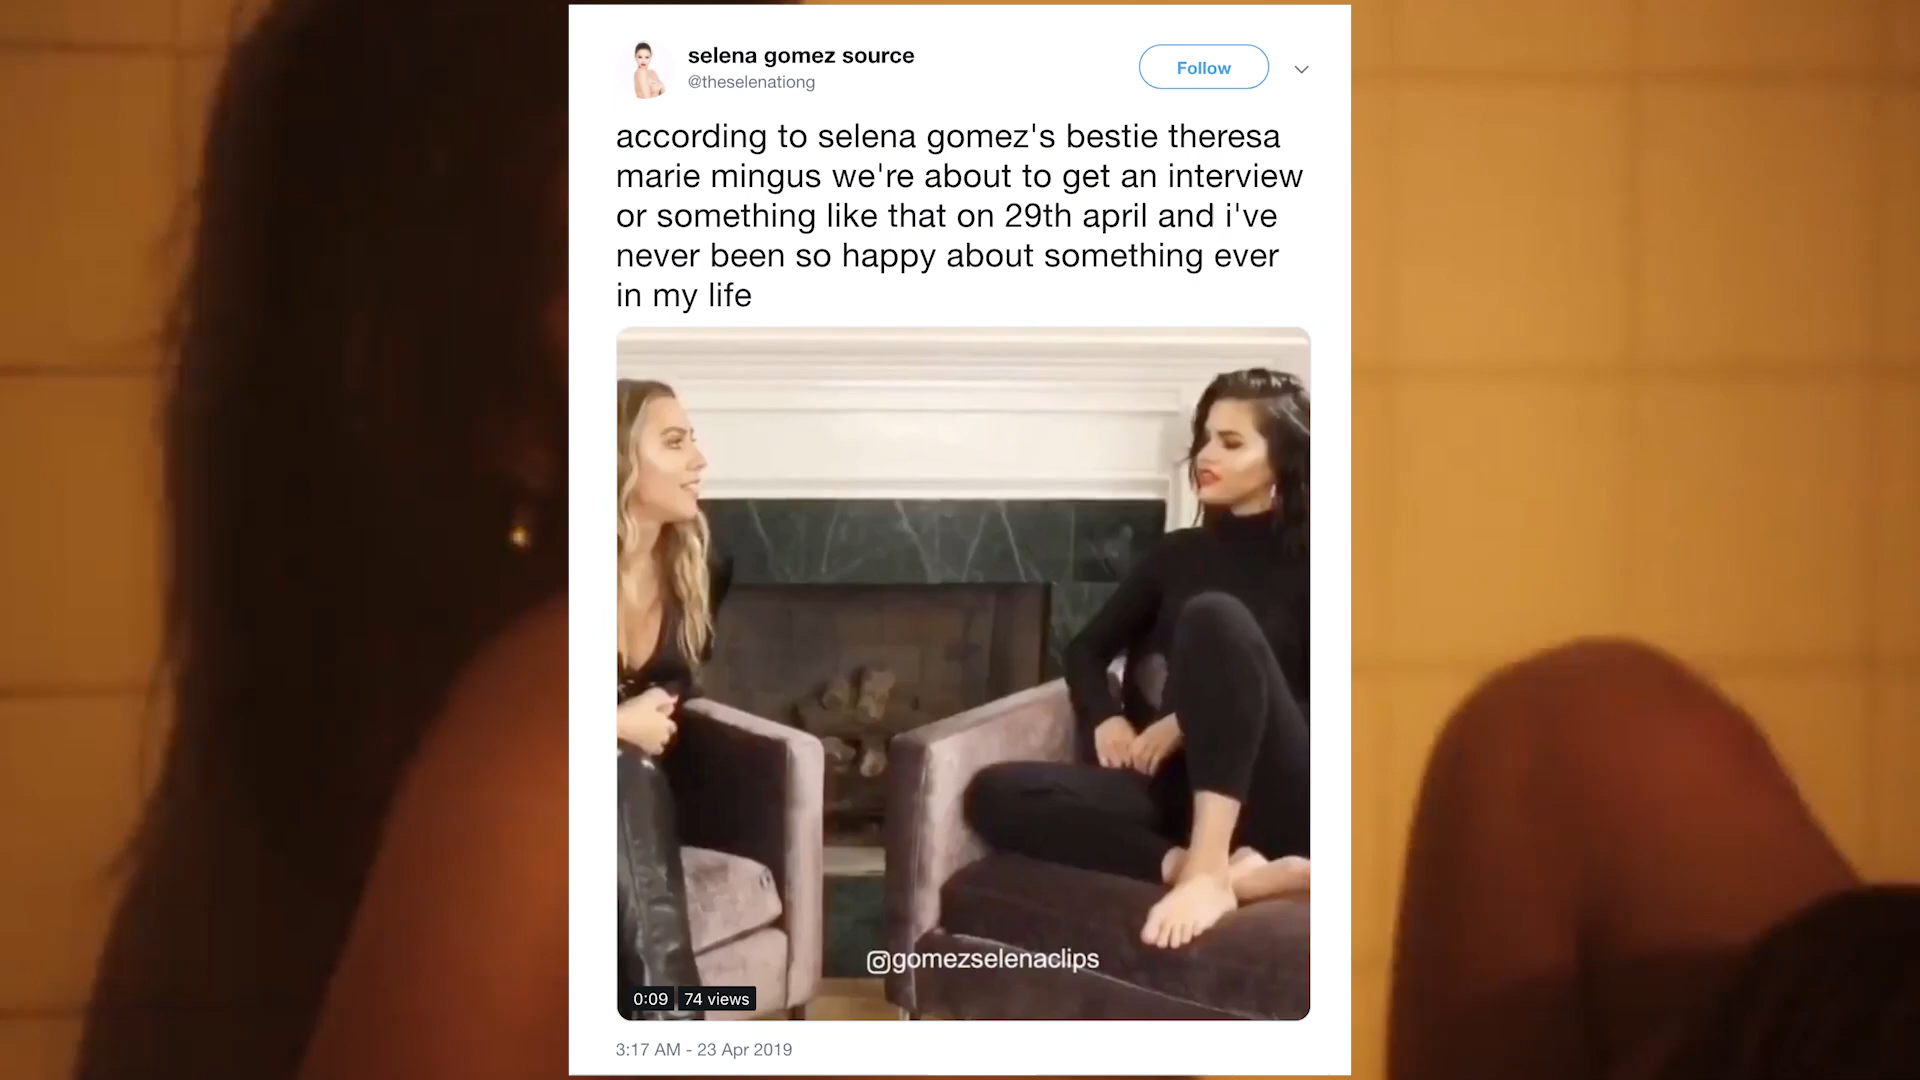 selena gomez source
@theselenationg
Follow
according to selena gomez's bestie theresa
marie mingus we're about to get an interview
or something like that on 29th april and i've
never been so happy about something ever
in my life
@gomezselenaclips
0:09 74 views
3:17 AM - 23 Apr 2019